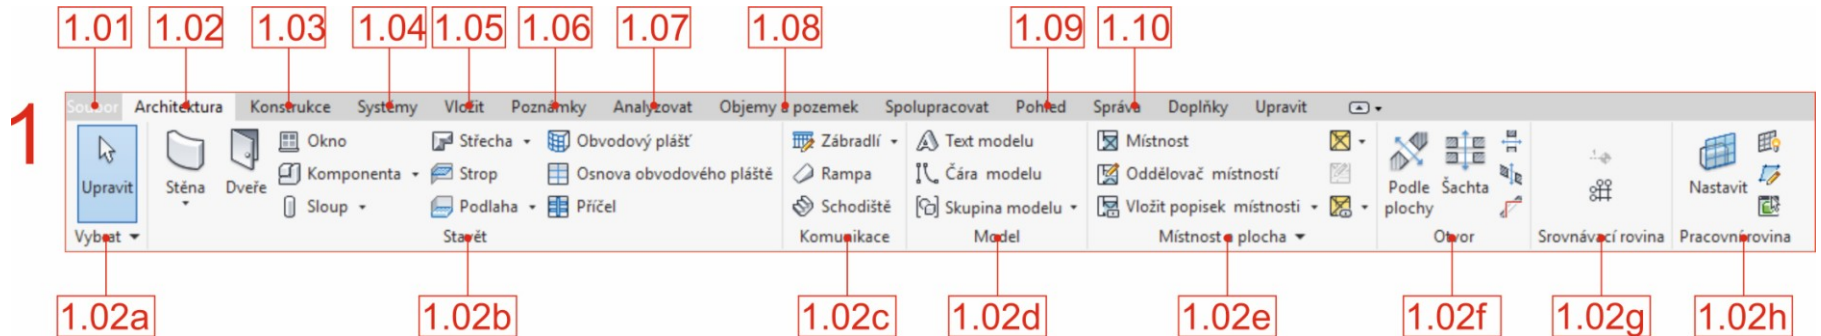 1.01 1.02 1.03 1.04 1.05 1.06 1.07 1.08 1.09 1.10
1
Soubor Architektura Konstrukce Systémy Vložit Poznámky Analyzovat Objemy a pozemek Spolupracovat Pohled Správa Doplňky Upravit
Okno Střecha Obvodový plášť Zábradlí Text modelu Místnost
Upravit Stěna Dveře Komponenta Strop Osnova obvodového pláště Rampa Čára modelu Oddělovač místností Podle plochy Šachta Nastavit
Sloup Podlaha Příčel Schodiště Skupina modelu Vložit popisek místnosti
Vybrat Stavět Komunikace Model Místnost a plocha Otvor Srovnávací rovina Pracovní rovina
1.02a 1.02b 1.02c 1.02d 1.02e 1.02f 1.02g 1.02h